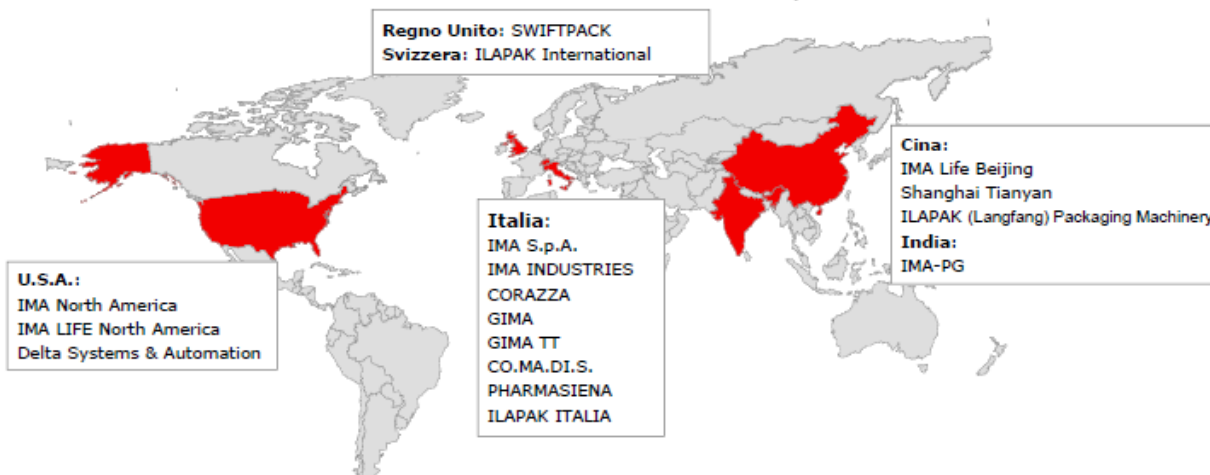 Regno Unito: SWIFTPACK
Svizzera: ILAPAK International
Cina:
IMA Life Beijing
Shanghai Tianyan
ILAPAK (Langfang) Packaging Machinery
India:
IMA-PG
Italia:
IMA S.p.A.
IMA INDUSTRIES
CORAZZA
GIMA
GIMA TT
CO.MA.DI.S.
PHARMASIENA
ILAPAK ITALIA
U.S.A.:
IMA North America
IMA LIFE North America
Delta Systems & Automation